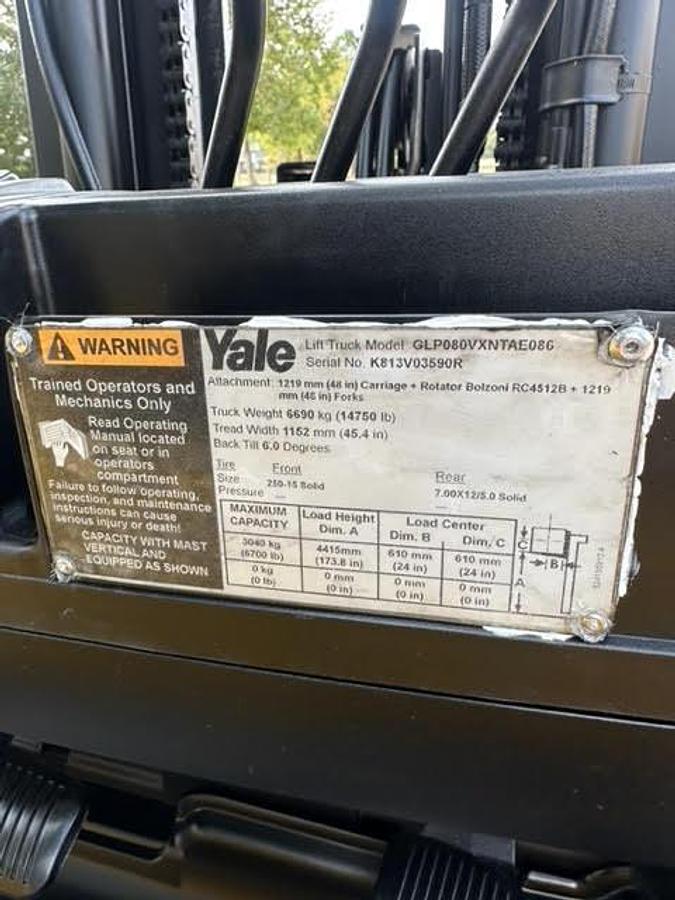 WARNING
Trained Operators and
Mechanics Only
Read Operating
Manual located
on seat or in
operators
compartment
Failure to follow operating,
inspection, and maintenance
instructions can cause
serious injury or death!
CAPACITY WITH MAST
VERTICAL AND
EQUIPPED AS SHOWN
Yale
Lift Truck Model GLP080VXNTAE086
Serial No. K813V03590R
Attachment: 1219 mm (48 in) Carriage + Rotator Bolzoni RC4512B + 1219
mm (48 in) Forks
Truck Weight 6690 kg (14750 lb)
Tread Width 1152 mm (45.4 in)
Back Tilt 6.0 Degrees
Tire Front Rear
Size 250-15 Solid 7.00X12/5.0 Solid
Pressure
MAXIMUM CAPACITY Load Height Dim. A Load Center Dim. B Dim. C
3040 kg (6700 lb) 4415mm (173.8 in) 610 mm (24 in) 610 mm (24 in)
0 kg (0 lb) 0 mm (0 in) 0 mm (0 in) 0 mm (0 in)
C
B
A